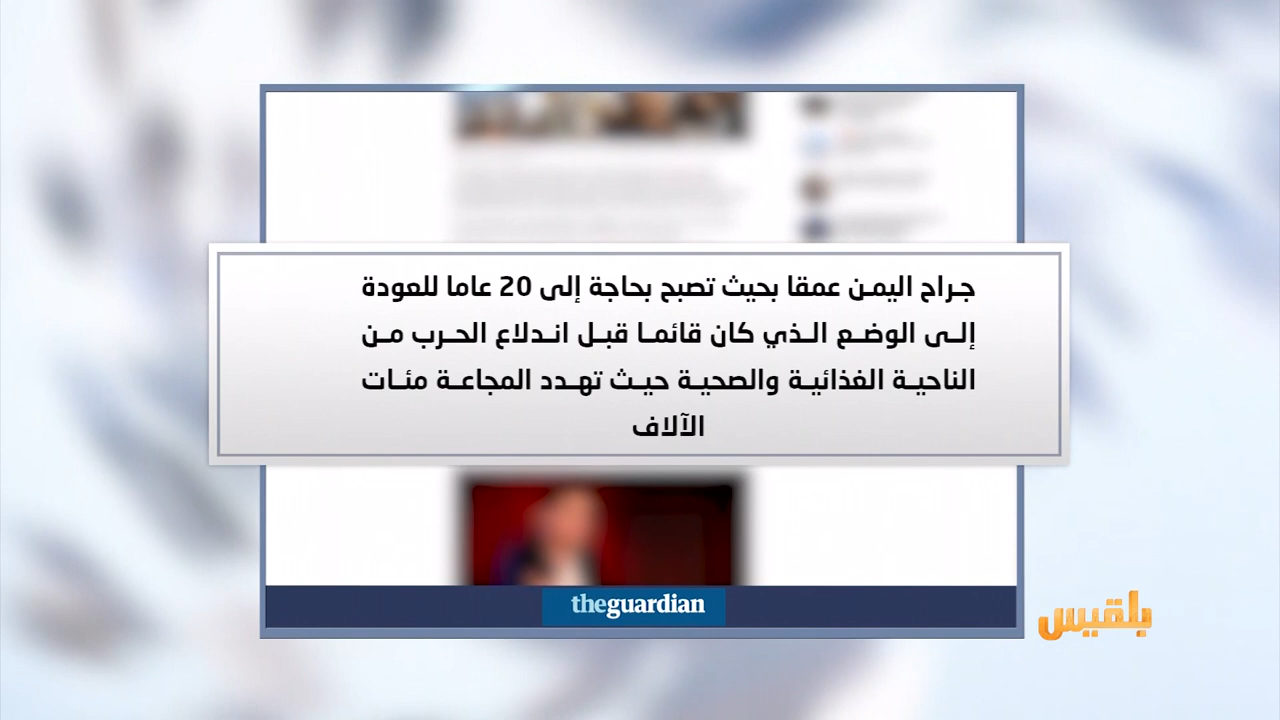 جراح اليمن عمقا بحيث تصبح بحاجة إلى 20 عاما للعودة
إلى الوضع الذي كان قائما قبل اندلاع الحرب من
الناحية الغذائية والصحية حيث تهدد المجاعة مئات
الآلاف
theguardian
بلقيس